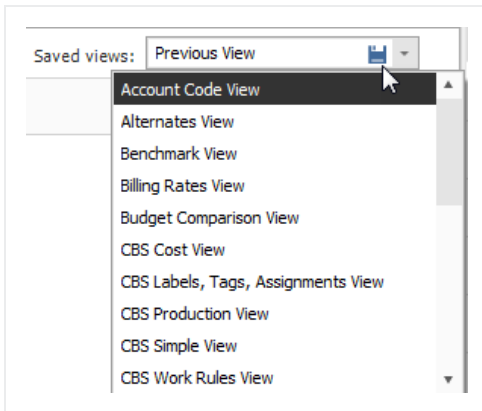 Saved views: Previous View
Account Code View
Alternates View
Benchmark View
Billing Rates View
Budget Comparison View
CBS Cost View
CBS Labels, Tags, Assignments View
CBS Production View
CBS Simple View
CBS Work Rules View